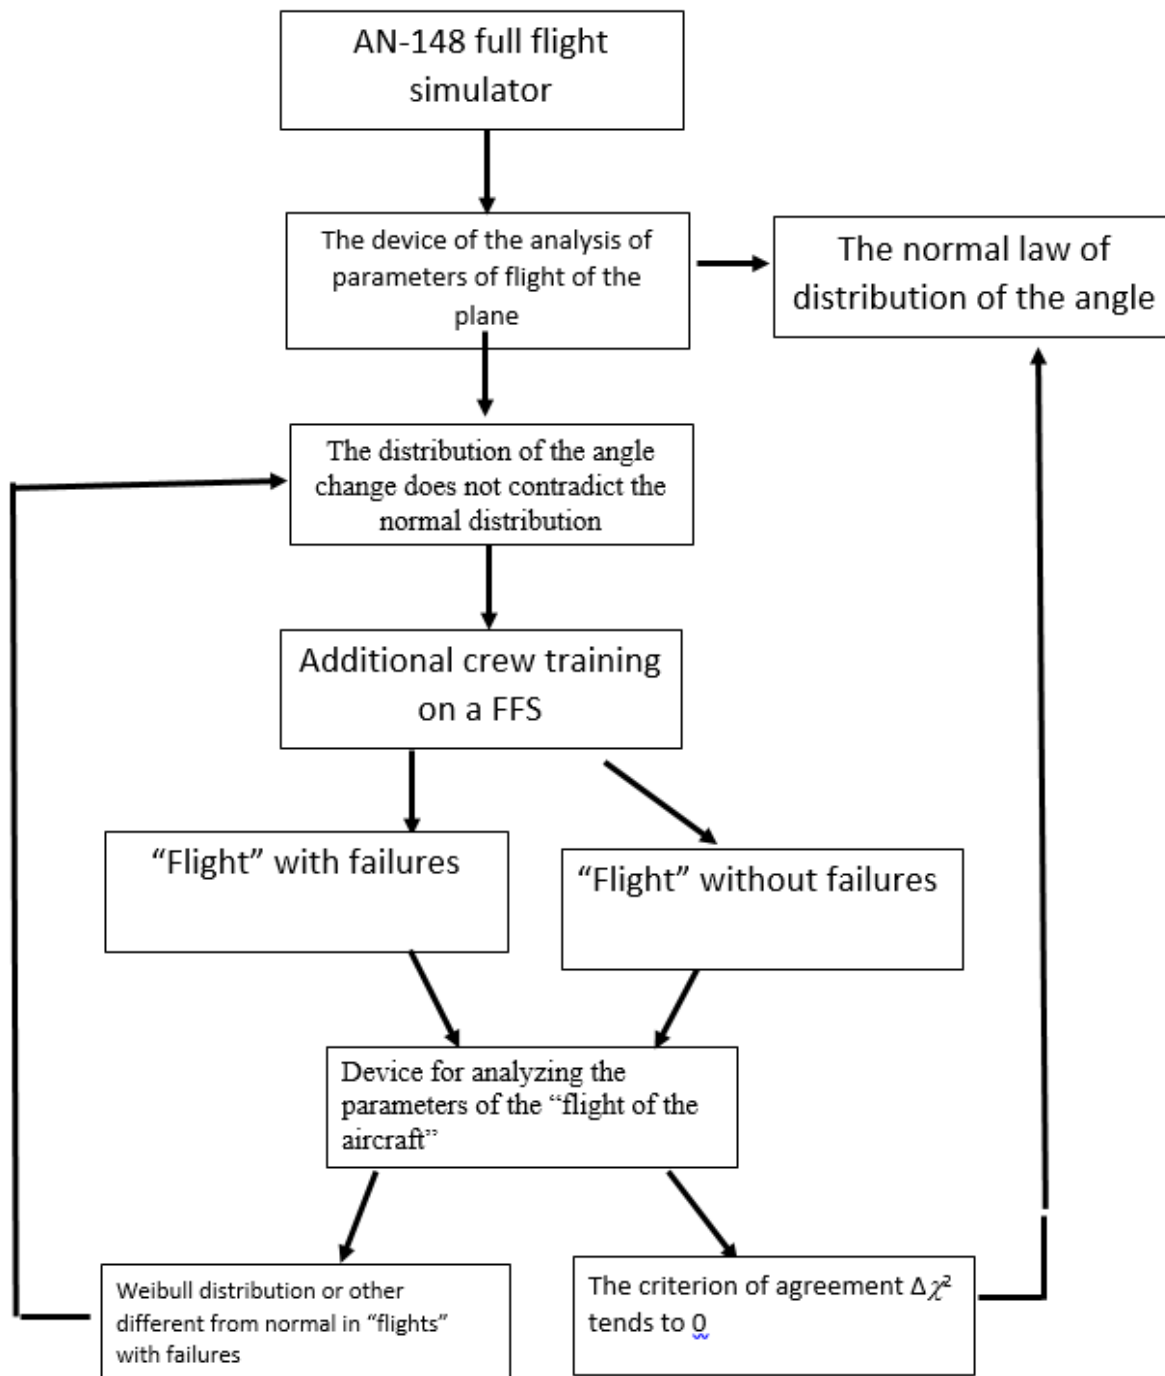 AN-148 full flight
simulator
The device of the analysis of
parameters of flight of the
plane
The normal law of
distribution of the angle
The distribution of the angle
change does not contradict the
normal distribution
Additional crew training
on a FFS
“Flight” with failures
“Flight” without failures
Device for analyzing the
parameters of the “flight of the
aircraft”
Weibull distribution or other
different from normal in “flights”
with failures
The criterion of agreement Δχ²
tends to 0